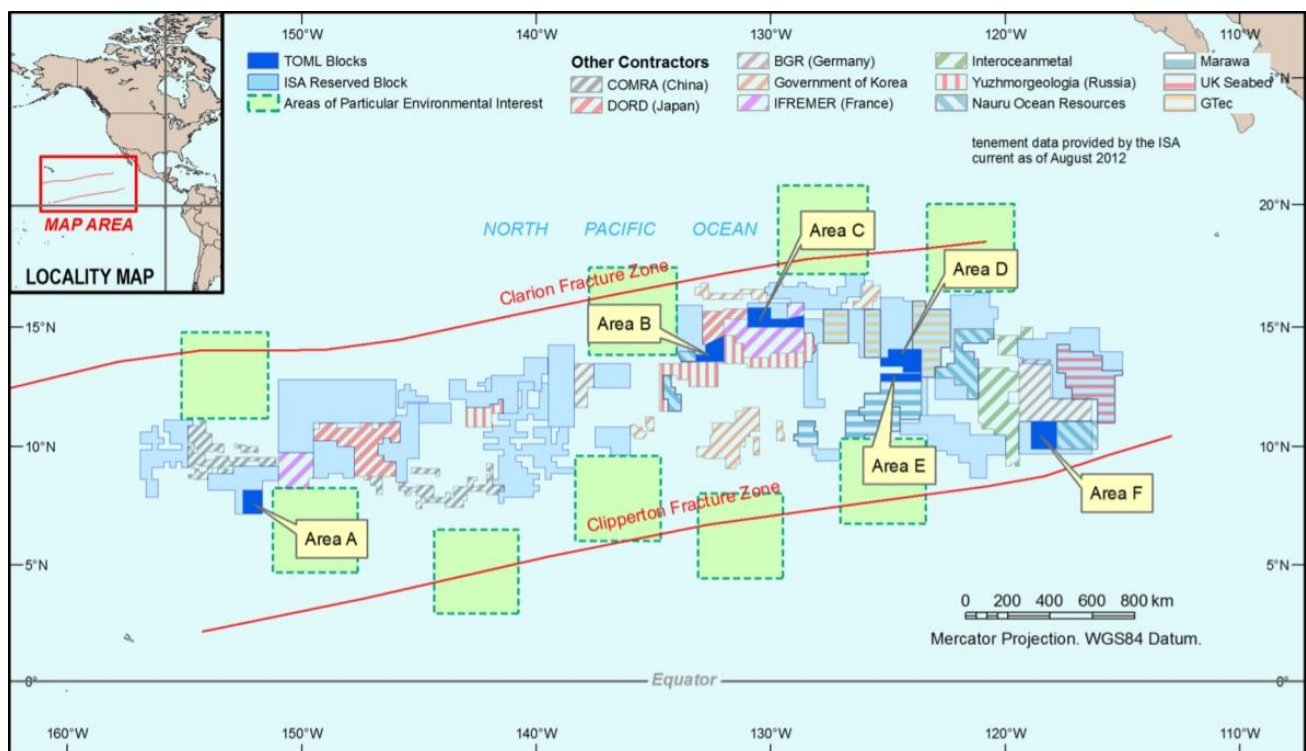 150°W 140°W 130°W 120°W
TOML Blocks
ISA Reserved Block
Areas of Particular Environmental Interest
Other Contractors
COMRA (China)
DORD (Japan)
BGR (Germany)
Government of Korea
IFREMER (France)
Interoceanmetal
Yuzhmorgeologia (Russia)
Nauru Ocean Resources
Marawa
UK Seabed
GTec
tenement data provided by the ISA
current as of August 2012
MAP AREA
LOCALITY MAP
NORTH PACIFIC OCEAN
20°N
Area C
Area D
Clarion Fracture Zone
Area B
15°N 15°N
10°N 10°N
Area E
Area F
Clipperton Fracture Zone
Area A
5°N 5°N
0 200 400 600 800 km
Mercator Projection. WGS84 Datum.
0° Equator 0°
160°W 150°W 140°W 130°W 120°W 110°W